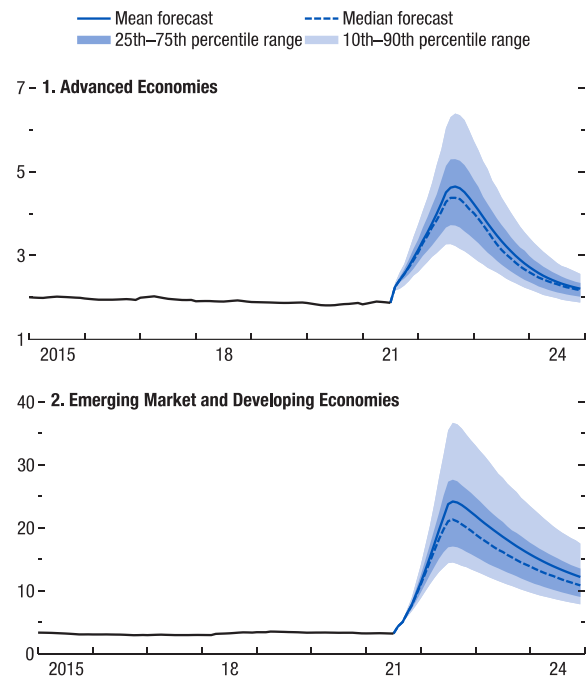 Mean forecast Median forecast
25th–75th percentile range 10th–90th percentile range
7 1. Advanced Economies
5
3
1
2015 18 21 24
40 2. Emerging Market and Developing Economies
30
20
10
0
2015 18 21 24